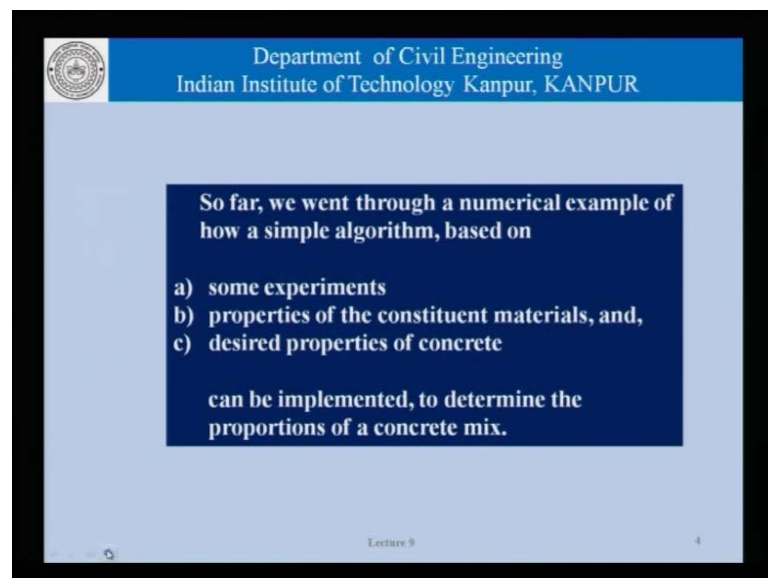 Department of Civil Engineering
Indian Institute of Technology Kanpur, KANPUR
So far, we went through a numerical example of
how a simple algorithm, based on
a) some experiments
b) properties of the constituent materials, and,
c) desired properties of concrete
can be implemented, to determine the
proportions of a concrete mix.
Lecture 9
4